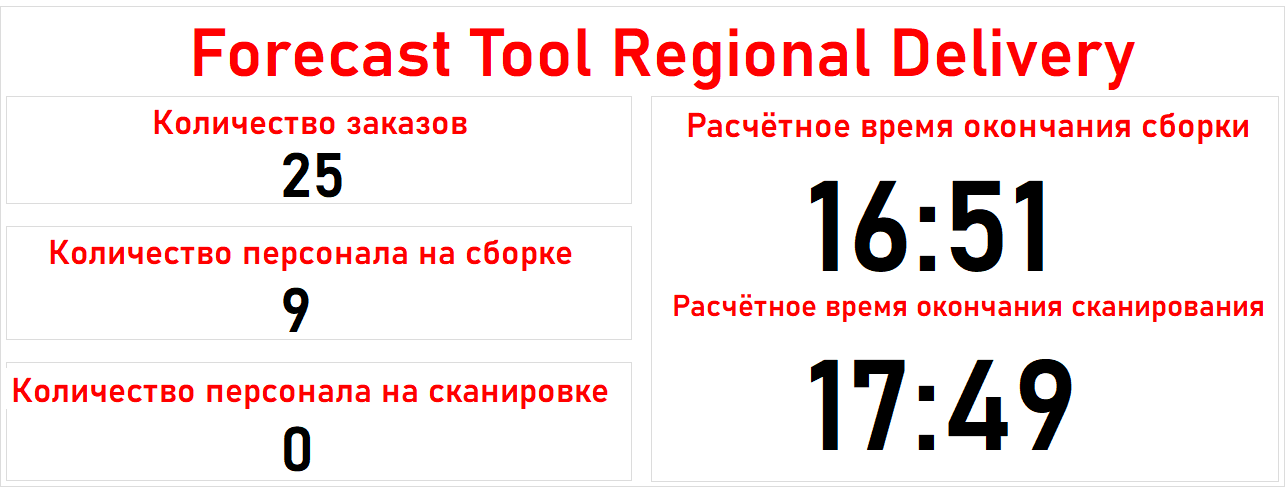 Forecast Tool Regional Delivery
Количество заказов
25
Количество персонала на сборке
9
Количество персонала на сканировке
0
Расчётное время окончания сборки
16:51
Расчётное время окончания сканирования
17:49